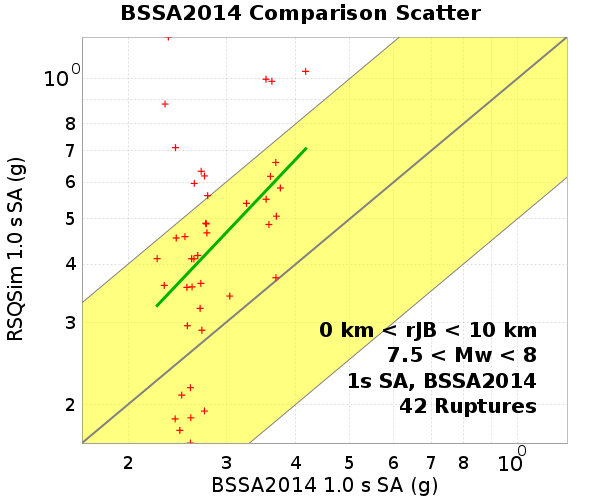 BSSA2014 Comparison Scatter
10^0
8
7
6
5
4
3
2
RSQSim 1.0 s SA (g)
0 km < rJB < 10 km
7.5 < Mw < 8
1s SA, BSSA2014
42 Ruptures
2 3 4 5 6 7 8 10^0
BSSA2014 1.0 s SA (g)